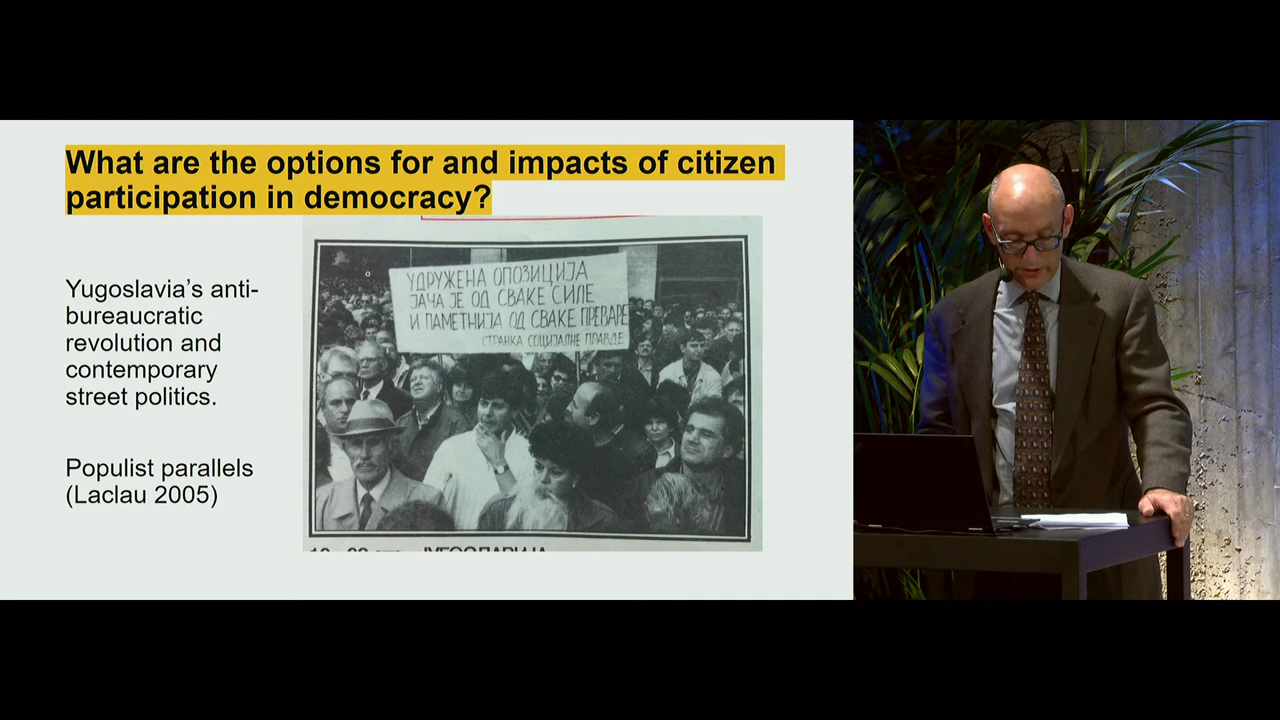 What are the options for and impacts of citizen
participation in democracy?
Yugoslavia’s anti-
bureaucratic
revolution and
contemporary
street politics.
Populist parallels
(Laclau 2005)
УДРУЖЕНА ОПОЗИЦИЈА
ЈАЧА ЈЕ ОД СВАКЕ СИЛЕ
И ПАМЕТНИЈА ОД СВАКЕ ПРЕВАРЕ
СТРАНКА СОЦИЈАЛНЕ ПРАВДЕ